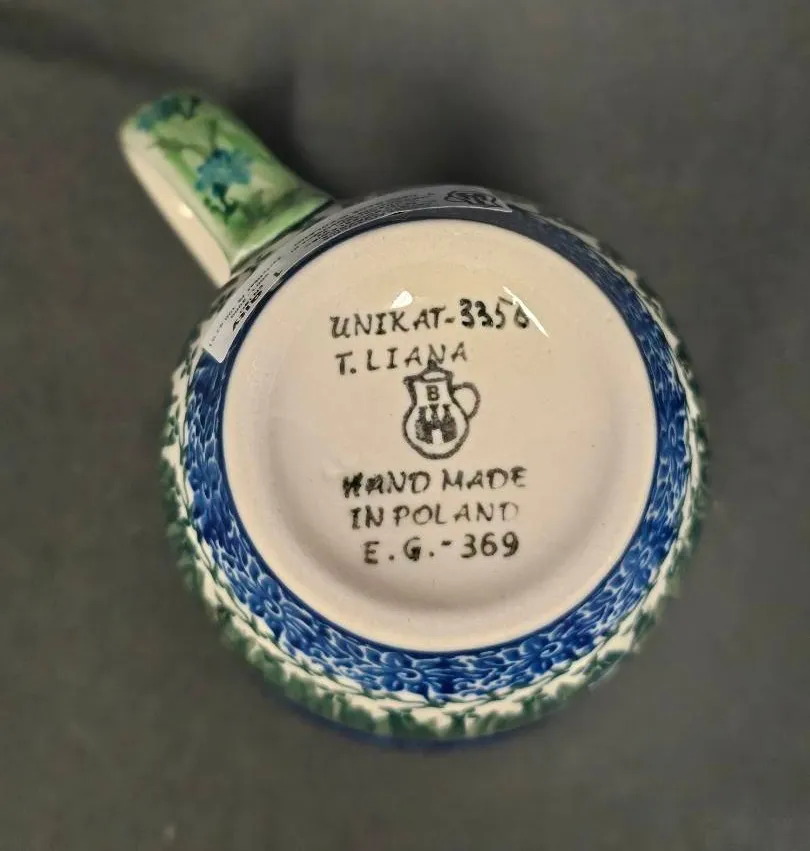 UNIKAT-3356
T. LIANA
B
HAND MADE
IN POLAND
E.G.-369